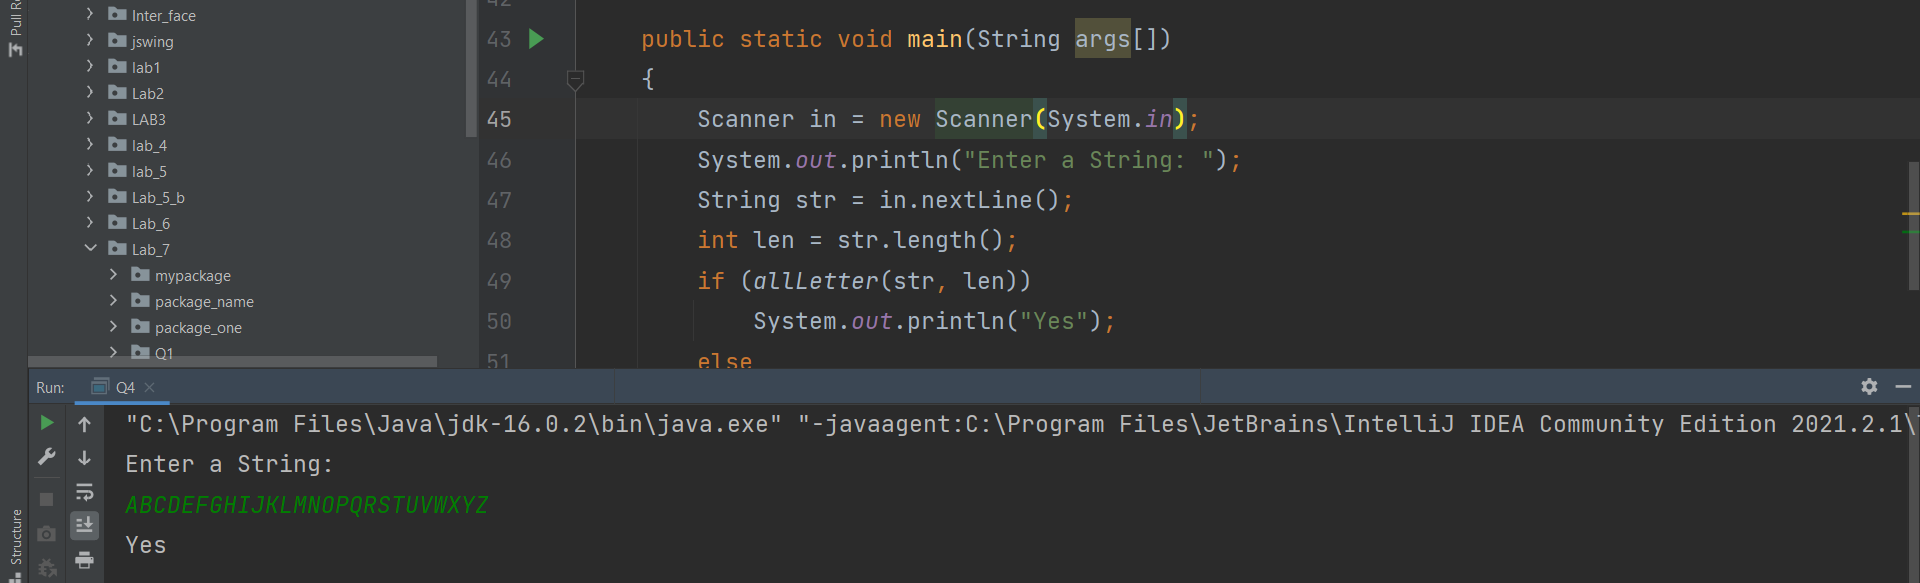 Pull Re
Inter_face
jswing
lab1
Lab2
LAB3
lab_4
lab_5
Lab_5_b
Lab_6
Lab_7
mypackage
package_name
package_one
Q1
42
43 public static void main(String args[])
44 {
45 Scanner in = new Scanner(System.in);
46 System.out.println("Enter a String: ");
47 String str = in.nextLine();
48 int len = str.length();
49 if (allLetter(str, len))
50 System.out.println("Yes");
51 else
Run: Q4
"C:\Program Files\Java\jdk-16.0.2\bin\java.exe" "-javaagent:C:\Program Files\JetBrains\IntelliJ IDEA Community Edition 2021.2.1\
Enter a String:
ABCDEFGHIJKLMNOPQRSTUVWXYZ
Yes
Structure